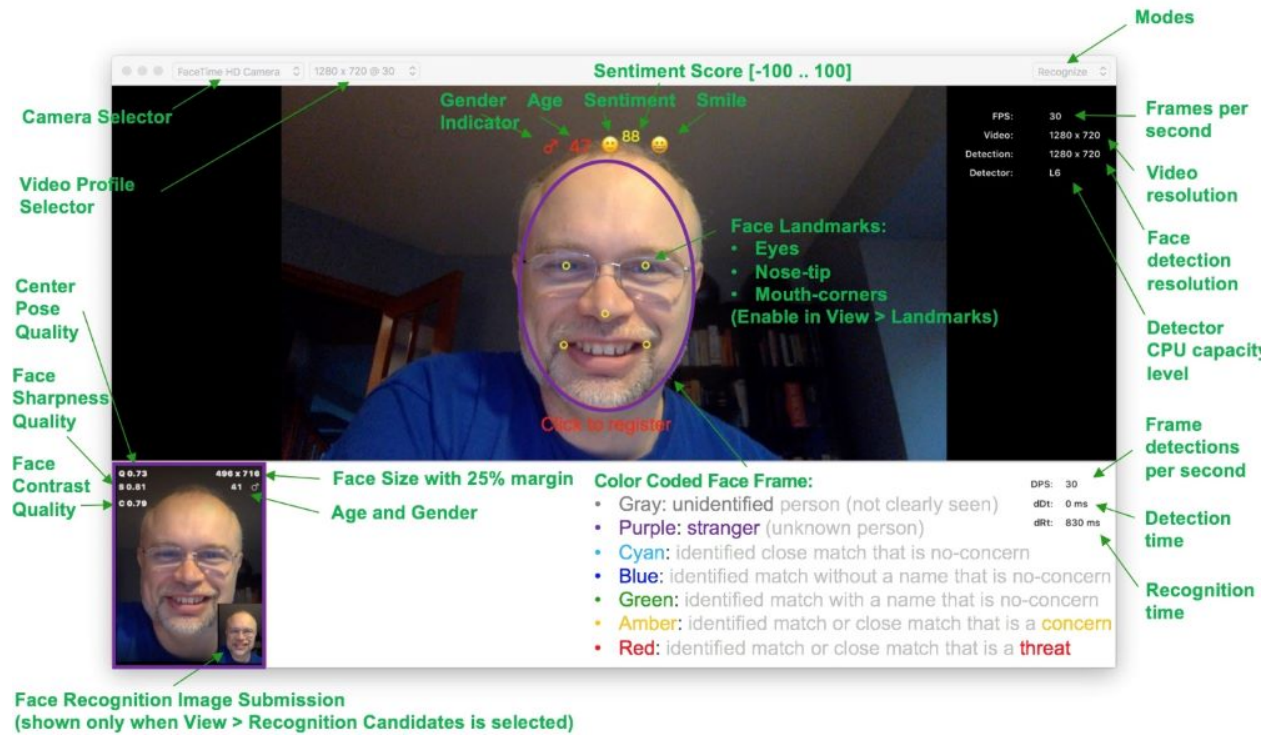 Modes
FaceTime HD Camera
1280 x 720 @ 30
Sentiment Score [-100 .. 100]
Recognize
Camera Selector
Gender
Indicator
Age
Sentiment
Smile
♂ 42 88
FPS: 30
Video: 1280 x 720
Detection: 1280 x 720
Detector: L6
Frames per
second
Video Profile
Selector
Video
resolution
Face Landmarks:
• Eyes
• Nose-tip
• Mouth-corners
(Enable in View > Landmarks)
Face
detection
resolution
Center
Pose
Quality
Detector
CPU capacity
level
Face
Sharpness
Quality
Click to register
Frame
detections
per second
Face
Contrast
Quality
Q 0.73 496 x 716
S 0.81 41 ♂
C 0.79
Face Size with 25% margin
Age and Gender
Color Coded Face Frame:
• Gray: unidentified person (not clearly seen)
• Purple: stranger (unknown person)
• Cyan: identified close match that is no-concern
• Blue: identified match without a name that is no-concern
• Green: identified match with a name that is no-concern
• Amber: identified match or close match that is a concern
• Red: identified match or close match that is a threat
DPS: 30
dDt: 0 ms
dRt: 830 ms
Detection
time
Recognition
time
Face Recognition Image Submission
(shown only when View > Recognition Candidates is selected)